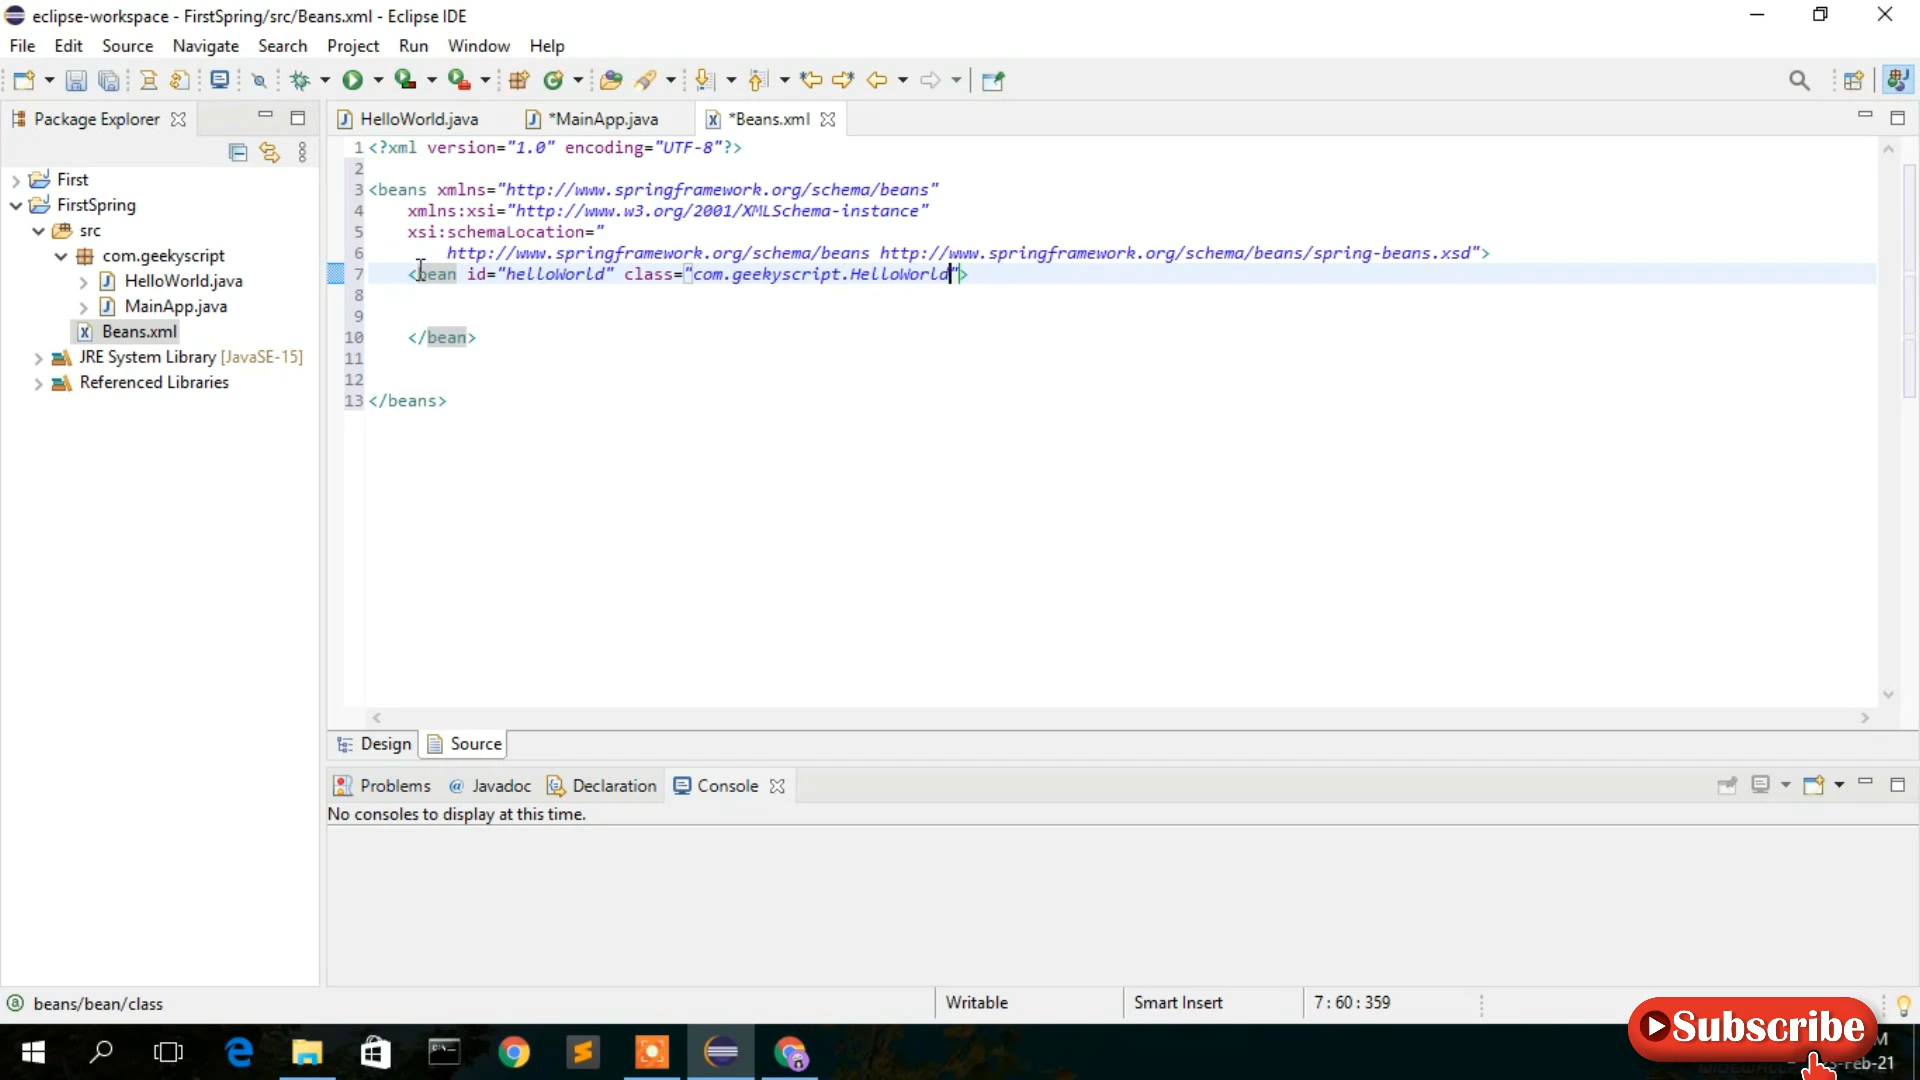 eclipse-workspace - FirstSpring/src/Beans.xml - Eclipse IDE
File Edit Source Navigate Search Project Run Window Help
Package Explorer
HelloWorld.java
*MainApp.java
*Beans.xml
First
FirstSpring
src
com.geekyscript
HelloWorld.java
MainApp.java
Beans.xml
JRE System Library [JavaSE-15]
Referenced Libraries
1 <?xml version="1.0" encoding="UTF-8"?>
2
3 <beans xmlns="http://www.springframework.org/schema/beans"
4 xmlns:xsi="http://www.w3.org/2001/XMLSchema-instance"
5 xsi:schemaLocation="
6 http://www.springframework.org/schema/beans http://www.springframework.org/schema/beans/spring-beans.xsd">
7 <bean id="helloWorld" class="com.geekyscript.HelloWorld">
8
9
10 </bean>
11
12
13 </beans>
Design Source
Problems @ Javadoc Declaration Console
No consoles to display at this time.
beans/bean/class
Writable
Smart Insert
7 : 60 : 359
Subscribe